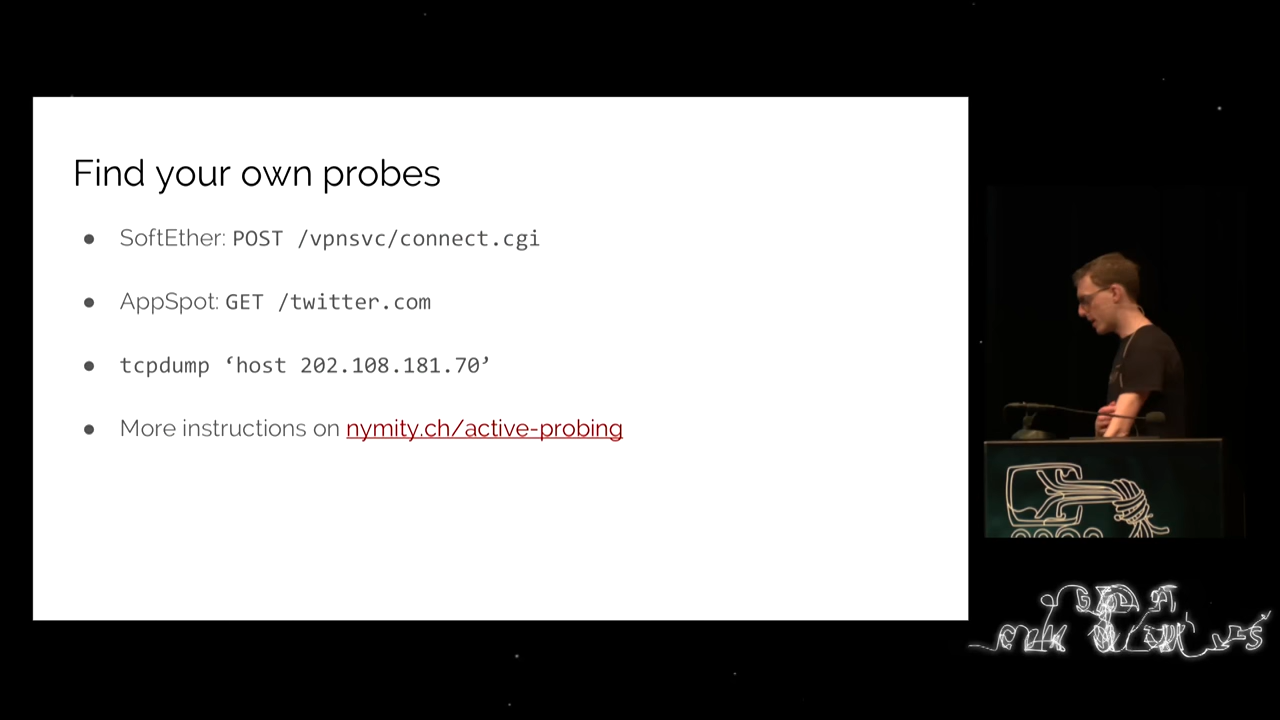 Find your own probes
● SoftEther: POST /vpnsvc/connect.cgi
● AppSpot: GET /twitter.com
● tcpdump ‘host 202.108.181.70’
● More instructions on nymity.ch/active-probing